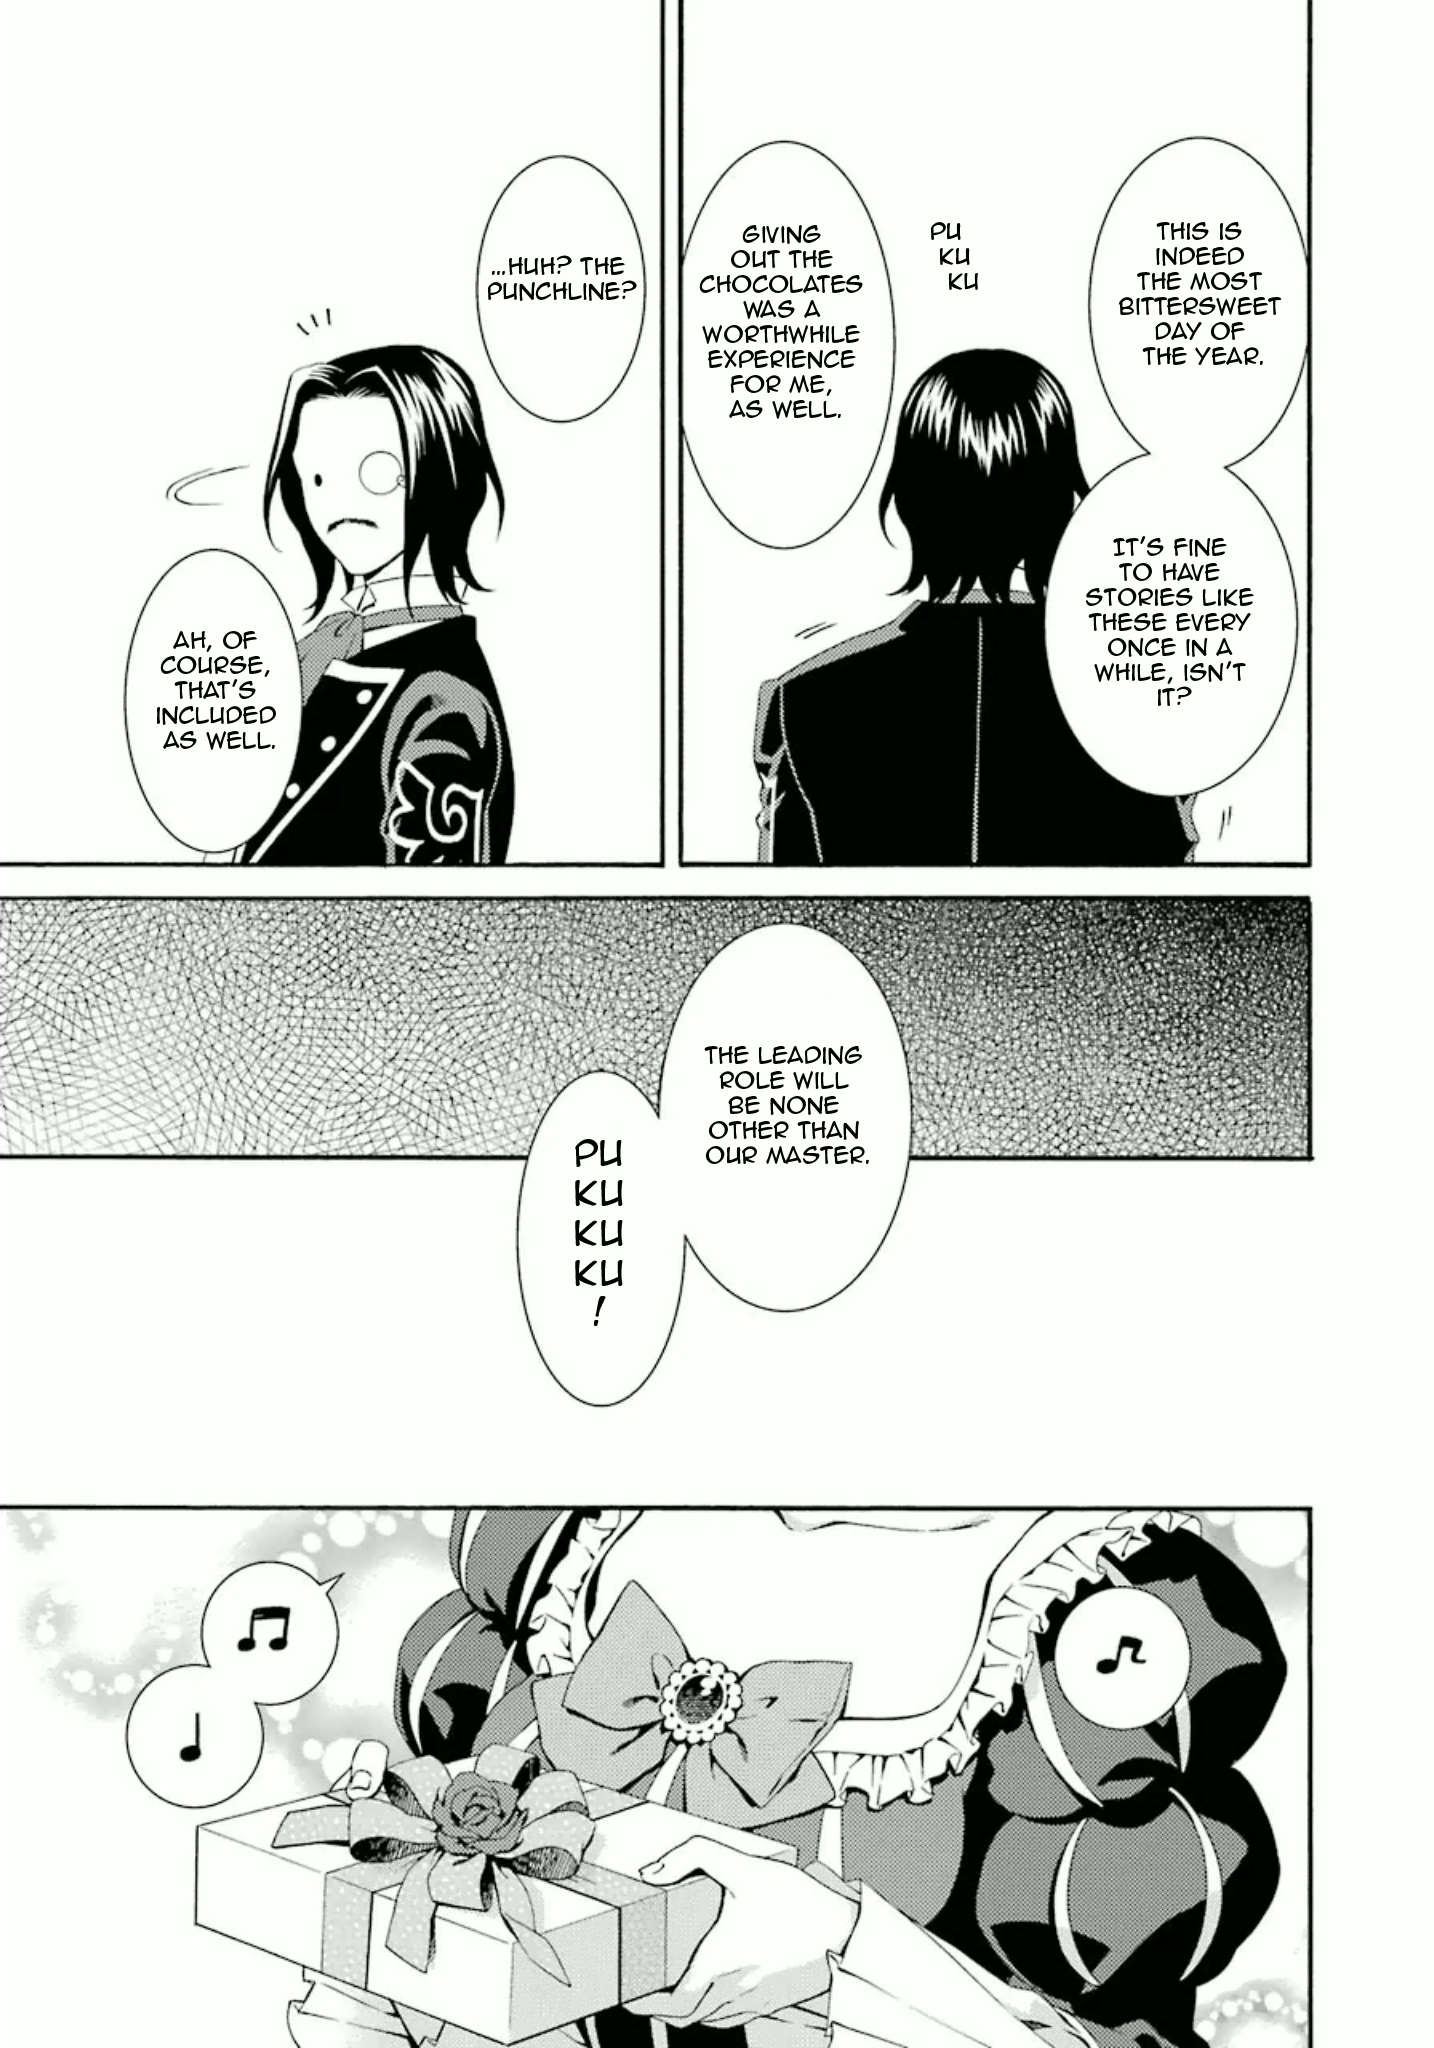 THIS IS
INDEED
THE MOST
BITTERSWEET
DAY OF
THE YEAR.
IT'S FINE
TO HAVE
STORIES LIKE
THESE EVERY
ONCE IN A
WHILE, ISN'T
IT?
PU
KU
KU
GIVING
OUT THE
CHOCOLATES
WAS A
WORTHWHILE
EXPERIENCE
FOR ME,
AS WELL.
...HUH? THE
PUNCHLINE?
AH, OF
COURSE,
THAT'S
INCLUDED
AS WELL.
THE LEADING
ROLE WILL
BE NONE
OTHER THAN
OUR MASTER.
PU
KU
KU
KU
!